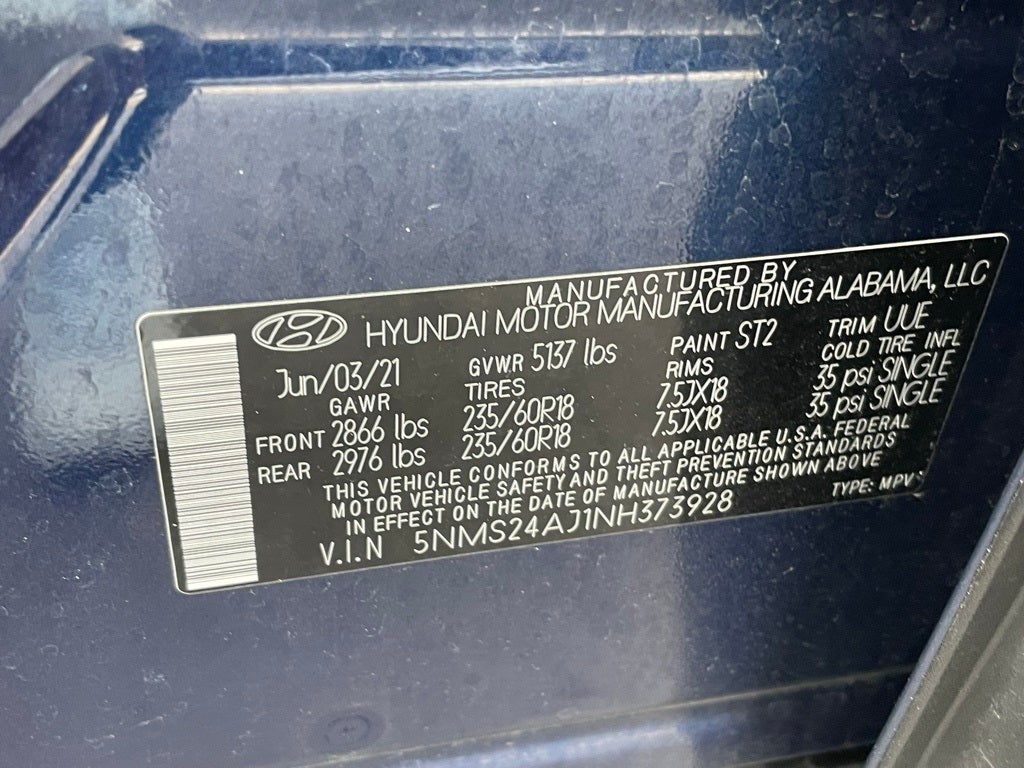 MANUFACTURED BY
HYUNDAI MOTOR MANUFACTURING ALABAMA, LLC
Jun/03/21 GVWR 5137 lbs PAINT ST2 TRIM UUE
GAWR TIRES RIMS COLD TIRE INFL
FRONT 2866 lbs 235/60R18 7.5JX18 35 psi SINGLE
REAR 2976 lbs 235/60R18 7.5JX18 35 psi SINGLE
THIS VEHICLE CONFORMS TO ALL APPLICABLE U.S.A. FEDERAL
MOTOR VEHICLE SAFETY AND THEFT PREVENTION STANDARDS
IN EFFECT ON THE DATE OF MANUFACTURE SHOWN ABOVE
V.I.N 5NMS24AJ1NH373928 TYPE: MPV